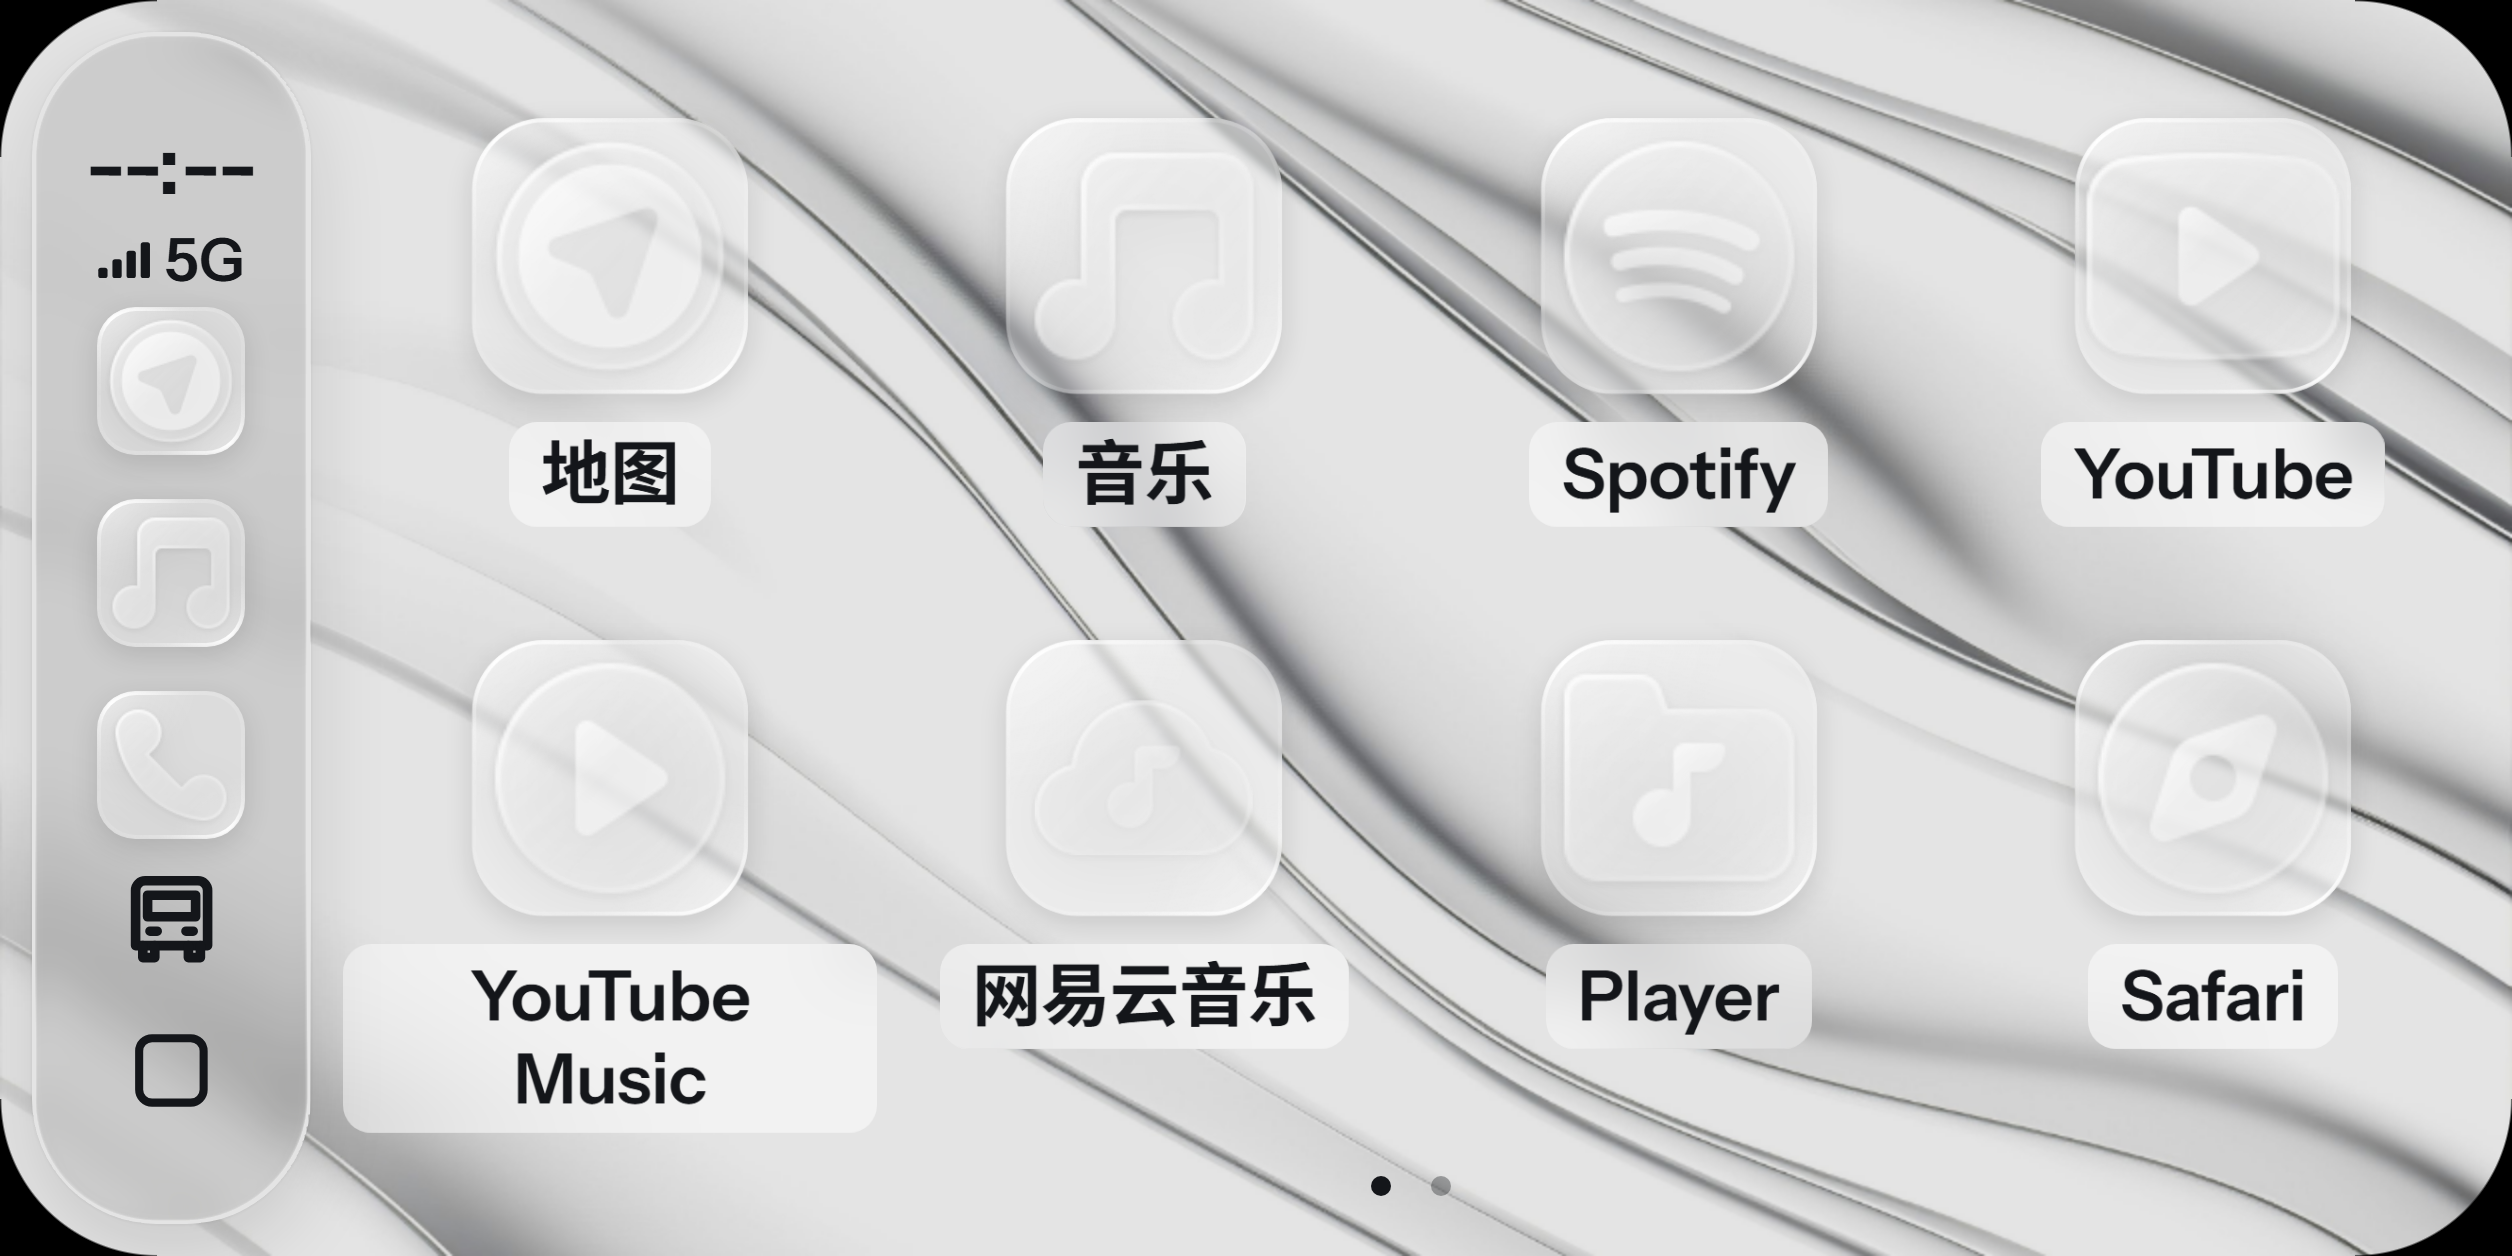 --:--
5G
地图
音乐
Spotify
YouTube
YouTube
Music
网易云音乐
Player
Safari